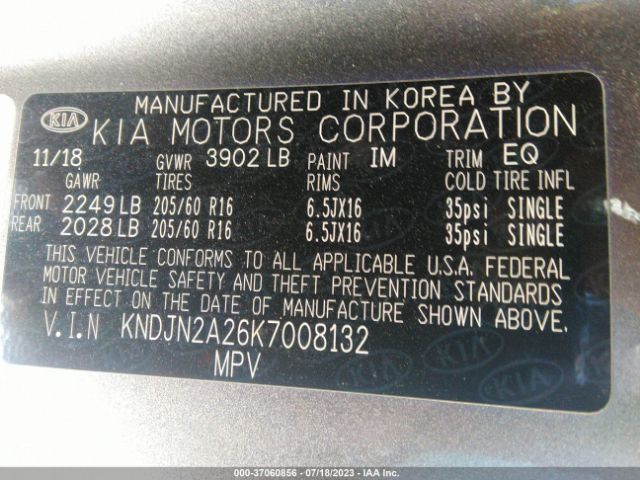 MANUFACTURED IN KOREA BY
KIA KIA MOTORS CORPORATION
11/18 GVWR 3902 LB PAINT IM TRIM EQ
GAWR TIRES RIMS COLD TIRE INFL
FRONT 2249 LB 205/60 R16 6.5JX16 35psi SINGLE
REAR 2028 LB 205/60 R16 6.5JX16 35psi SINGLE
THIS VEHICLE CONFORMS TO ALL APPLICABLE U.S.A. FEDERAL
MOTOR VEHICLE SAFETY AND THEFT PREVENTION STANDARDS
IN EFFECT ON THE DATE OF MANUFACTURE SHOWN ABOVE.
V.I.N KNDJN2A26K7008132
MPV
000-37060856 - 07/18/2023 - IAAI.COM